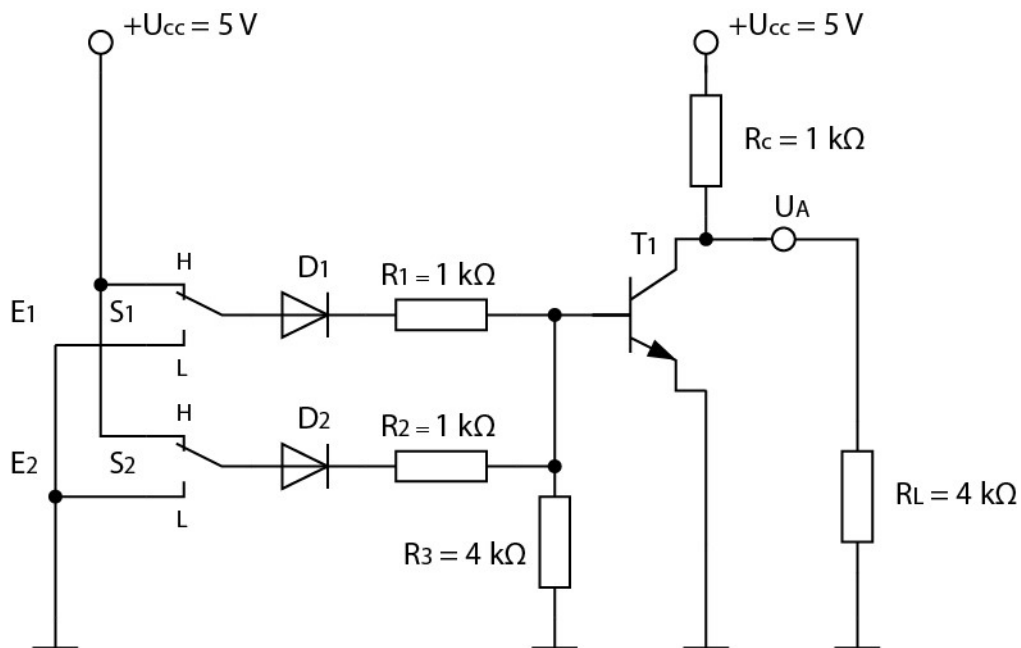 +Ucc = 5 V
+Ucc = 5 V
Rc = 1 kΩ
UA
T1
H
D1
R1 = 1 kΩ
E1
S1
L
H
D2
R2 = 1 kΩ
E2
S2
L
R3 = 4 kΩ
RL = 4 kΩ